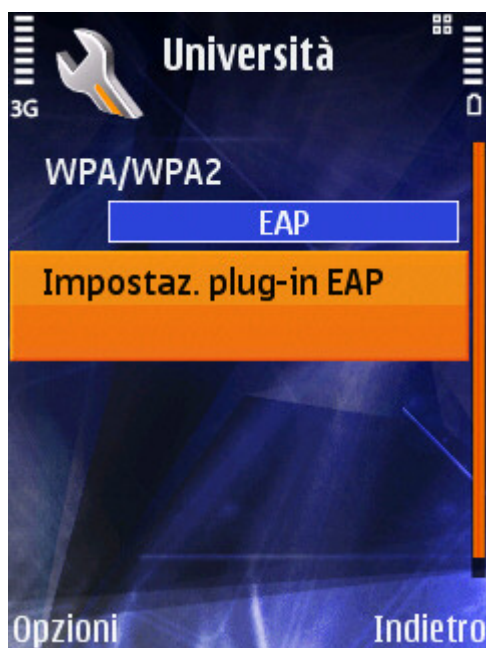 Università
3G
WPA/WPA2
EAP
Impostaz. plug-in EAP
Opzioni
Indietro